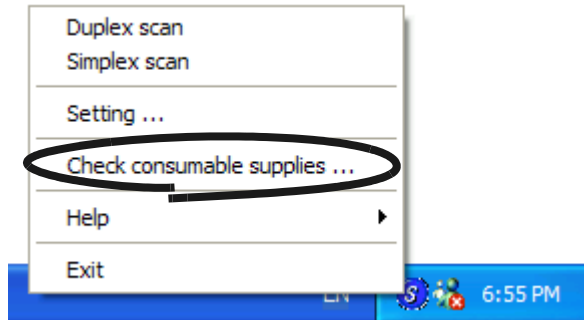 Duplex scan
Simplex scan
Setting ...
Check consumable supplies ...
Help
Exit
EN
S
6:55 PM